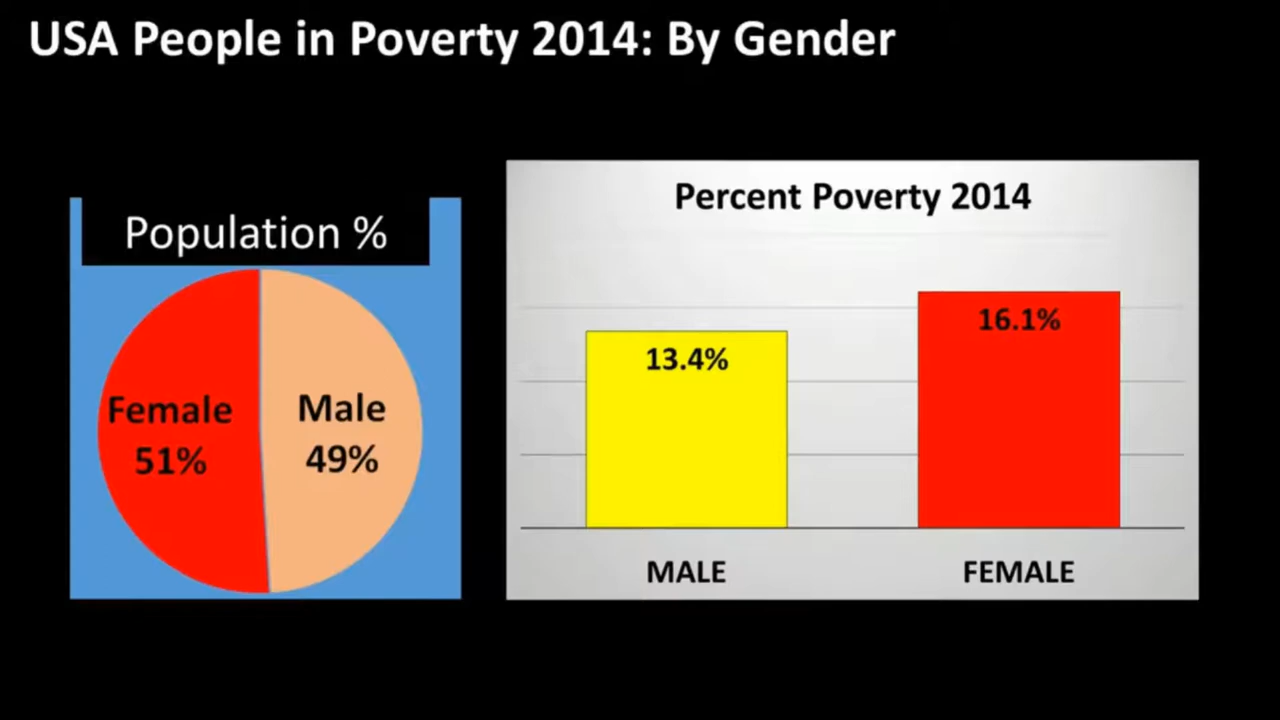 USA People in Poverty 2014: By Gender
Population %
Female
51%
Male
49%
Percent Poverty 2014
13.4%
16.1%
MALE
FEMALE